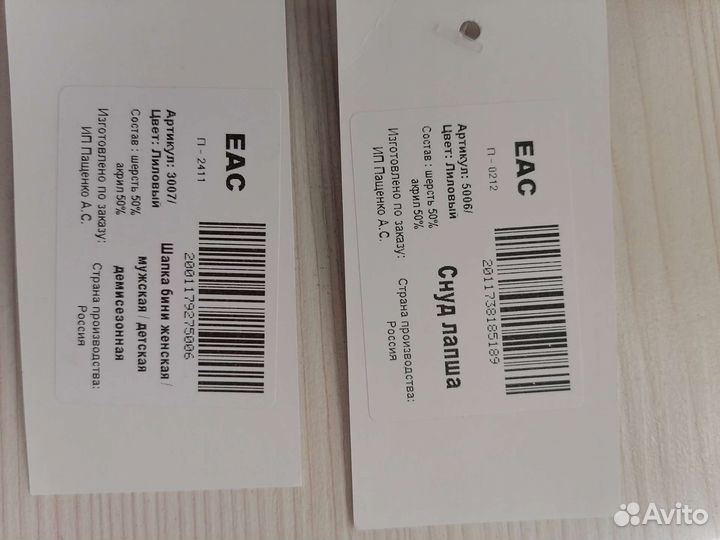 EAC
П - 2411
2001179275006
Артикул: 3007/
Цвет: Лиловый
Состав : шерсть 50%
акрил 50%
Изготовлено по заказу:
ИП Пащенко А.С.
Шапка бини женская /
мужская / детская
демисезонная
Страна производства:
Россия
EAC
П - 0212
2011738185189
Артикул: 5006/
Цвет: Лиловый
Состав : шерсть 50%
акрил 50%
Изготовлено по заказу:
ИП Пащенко А.С.
Снуд лапша
Страна производства:
Россия
Avito